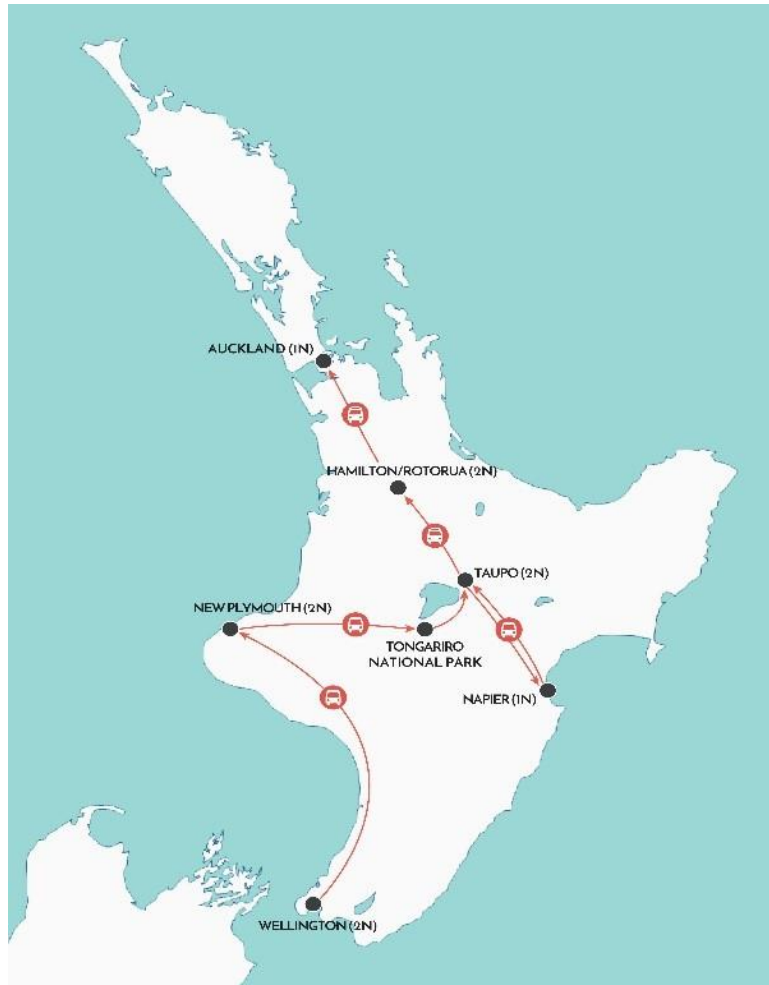 AUCKLAND (1N)
HAMILTON/ROTORUA (2N)
TAUPO (2N)
NEW PLYMOUTH (2N)
TONGARIRO
NATIONAL PARK
NAPIER (1N)
WELLINGTON (2N)